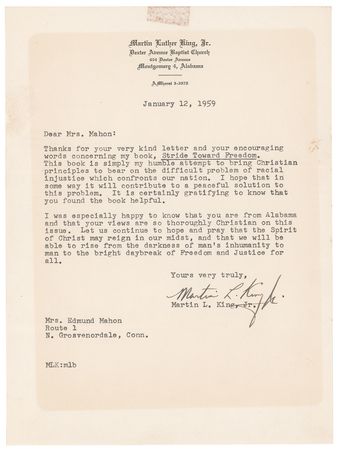 Martin Luther King, Jr.
Dexter Avenue Baptist Church
454 Dexter Avenue
Montgomery 4, Alabama
AMherst 3-3970
January 12, 1959
Dear Mrs. Mahon:
Thanks for your very kind letter and your encouraging
words concerning my book, Stride Toward Freedom.
This book is simply my humble attempt to bring Christian
principles to bear on the difficult problem of racial
injustice which confronts our nation. I hope that in
some way it will contribute to a peaceful solution to
this problem. It is certainly gratifying to know that
you found the book helpful.
I was especially happy to know that you are from Alabama
and that your views are so thoroughly Christian on this
issue. Let us continue to hope and pray that the Spirit
of Christ may reign in our midst, and that we will be
able to rise from the darkness of man's inhumanity to
man to the bright daybreak of Freedom and Justice for
all.
Yours very truly,
Martin L. King, Jr.
Martin L. King, Jr.
Mrs. Edmund Mahon
Route 1
N. Grosvenordale, Conn.
MLK:mlb